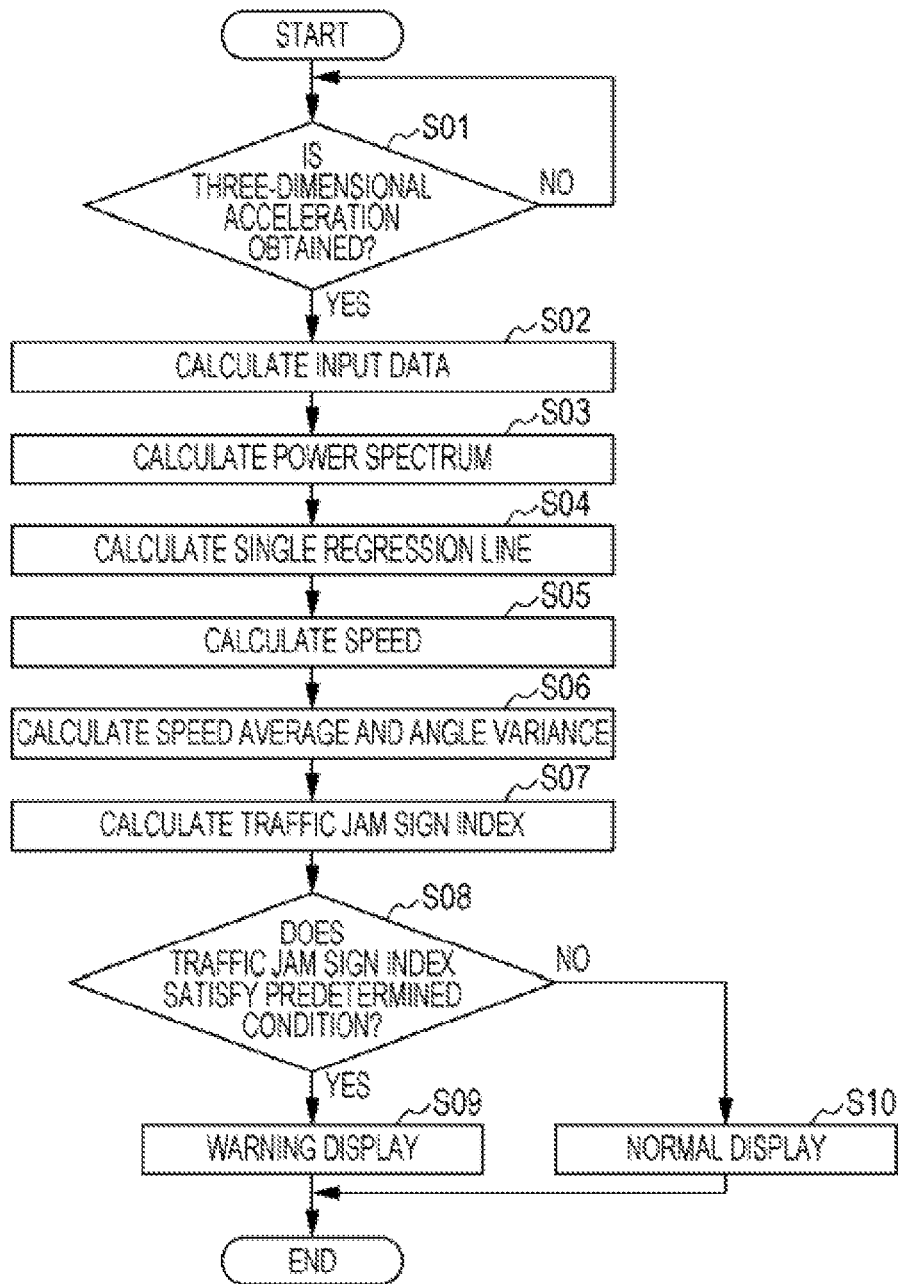 START
S01
IS
THREE-DIMENSIONAL
ACCELERATION
OBTAINED?
NO
YES
S02
CALCULATE INPUT DATA
S03
CALCULATE POWER SPECTRUM
S04
CALCULATE SINGLE REGRESSION LINE
S05
CALCULATE SPEED
S06
CALCULATE SPEED AVERAGE AND ANGLE VARIANCE
S07
CALCULATE TRAFFIC JAM SIGN INDEX
S08
DOES
TRAFFIC JAM SIGN INDEX
SATISFY PREDETERMINED
CONDITION?
NO
YES
S09
WARNING DISPLAY
S10
NORMAL DISPLAY
END